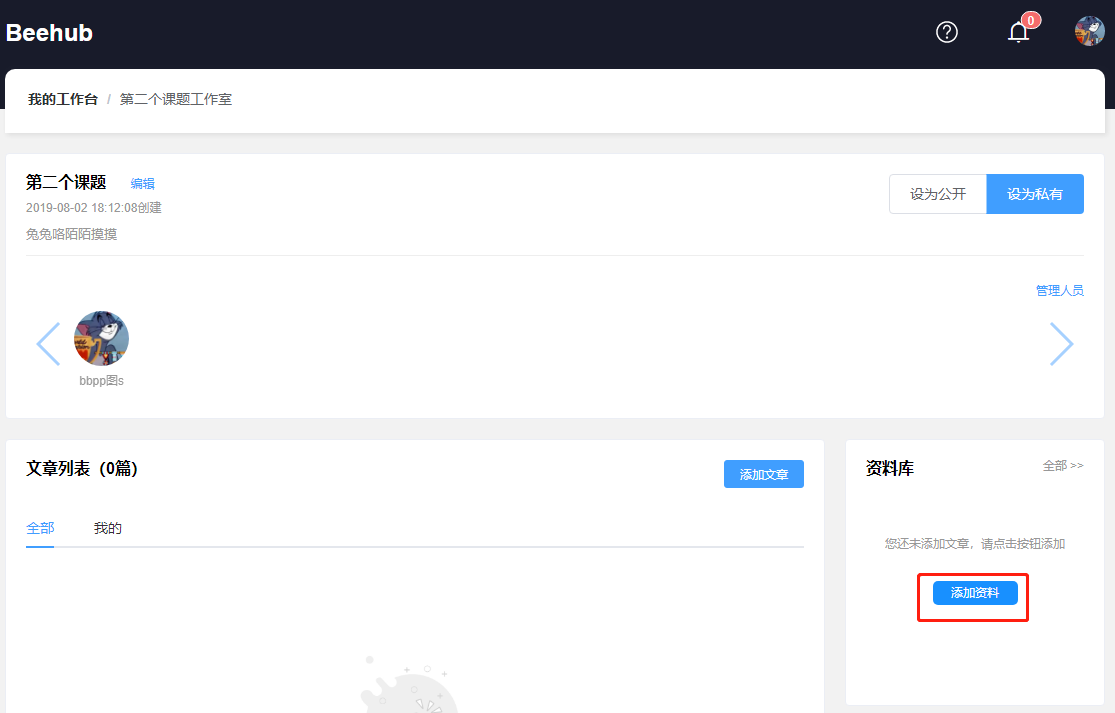 Beehub
0
我的工作台 / 第二个课题工作室
第二个课题 编辑
2019-08-02 18:12:08创建
兔兔咯陌陌摸摸
设为公开 设为私有
管理人员
bbpp图s
文章列表（0篇） 添加文章
全部 我的
资料库 全部 >>
您还未添加文章，请点击按钮添加
添加资料